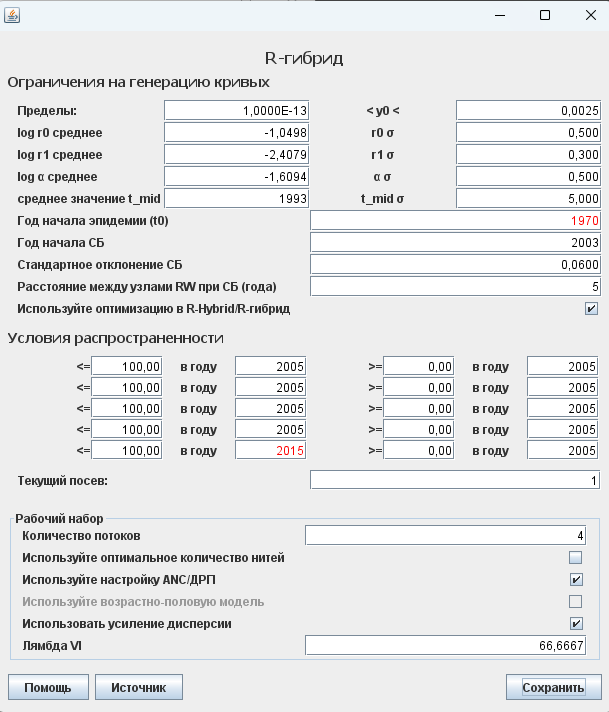 R-гибрид
Ограничения на генерацию кривых
Пределы: 1,0000E-13 < y0 < 0,0025
log r0 среднее -1,0498 r0 σ 0,500
log r1 среднее -2,4079 r1 σ 0,300
log α среднее -1,6094 α σ 0,500
среднее значение t_mid 1993 t_mid σ 5,000
Год начала эпидемии (t0) 1970
Год начала СБ 2003
Стандартное отклонение СБ 0,0600
Расстояние между узлами RW при СБ (года) 5
Используйте оптимизацию в R-Hybrid/R-гибрид
Условия распространенности
<= 100,00 в году 2005 >= 0,00 в году 2005
<= 100,00 в году 2005 >= 0,00 в году 2005
<= 100,00 в году 2005 >= 0,00 в году 2005
<= 100,00 в году 2005 >= 0,00 в году 2005
<= 100,00 в году 2015 >= 0,00 в году 2005
Текущий посев: 1
Рабочий набор
Количество потоков 4
Используйте оптимальное количество нитей
Используйте настройку ANC/ДРП
Используйте возрастно-половую модель
Использовать усиление дисперсии
Лямбда VI 66,6667
Помощь Источник Сохранить